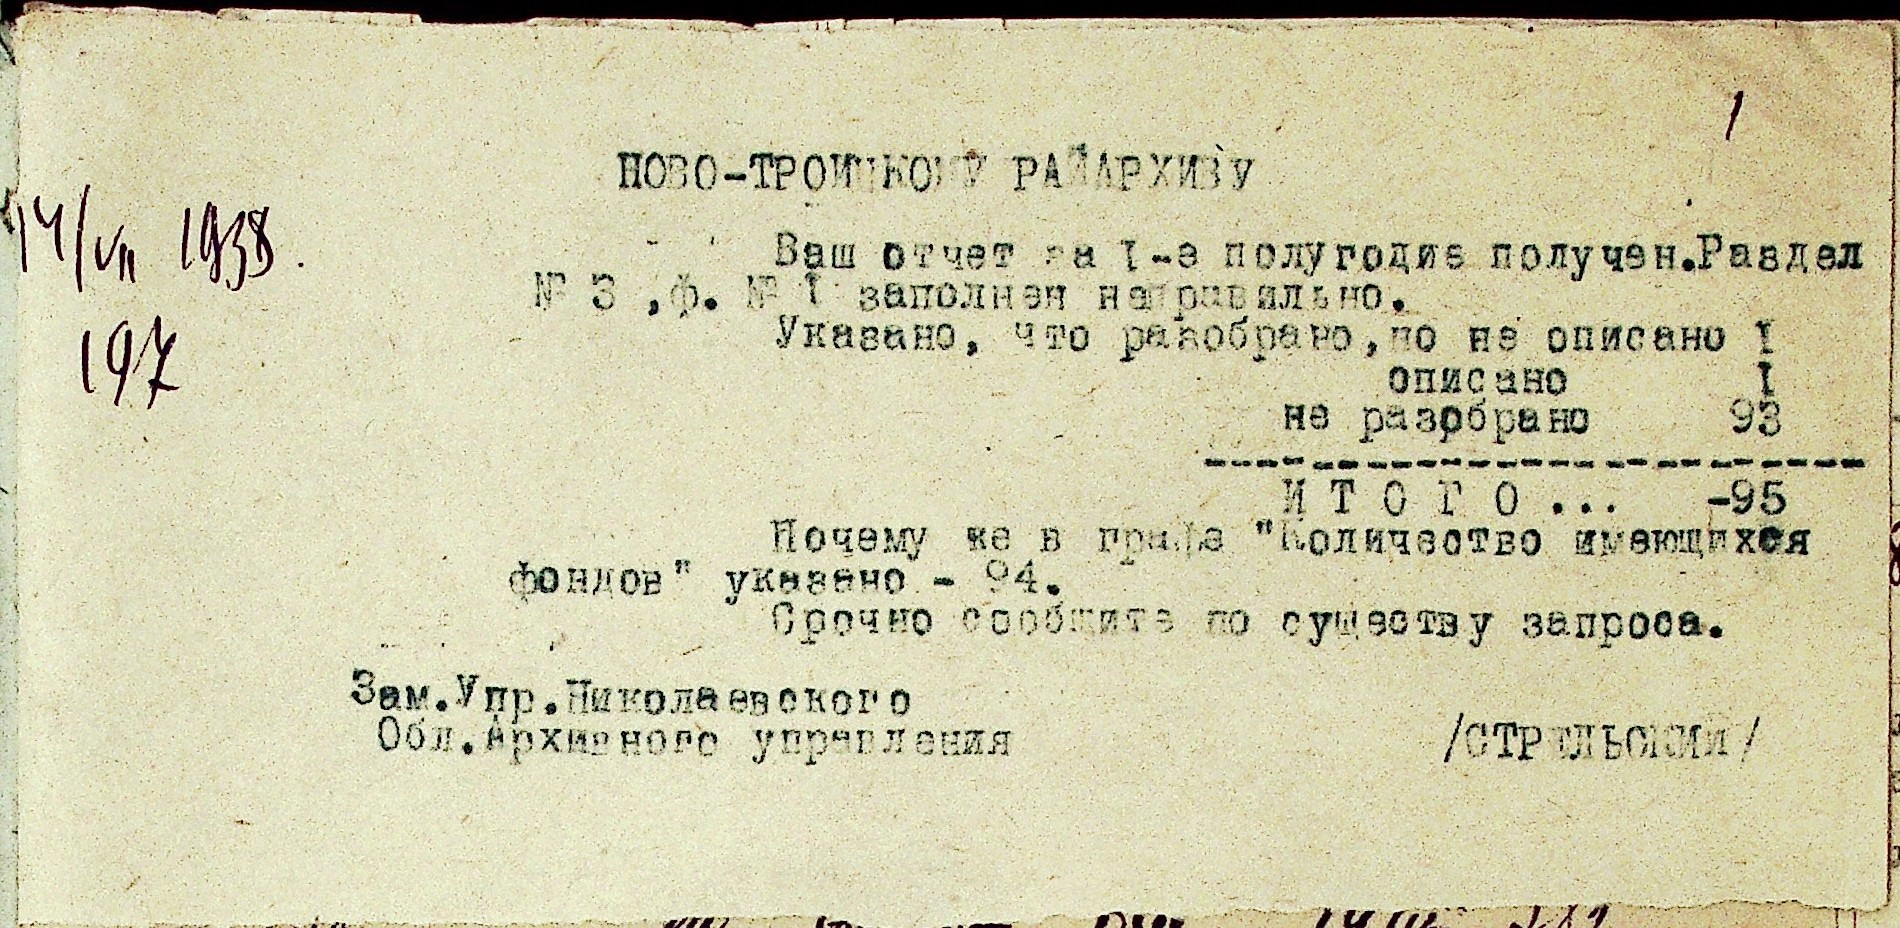 1
НОВО-ТРОИЦКОМУ РАЙАРХИВУ
14/VII 1938.
197
Ваш отчет за I-е полугодие получен.Раздел
№ 3 ,ф. № I заполнен неправильно.
Указано, что разобрано,но не описано I
описано I
не разобрано 93
-------------------------
И Т О Г О ... -95
Почему же в графе "Количество имеющихся
фондов" указано - 94.
Срочно сообщите по существу запроса.
Зам.Упр.Николаевского
Обл.Архивного управления /СТРЕЛЬСКИЙ/